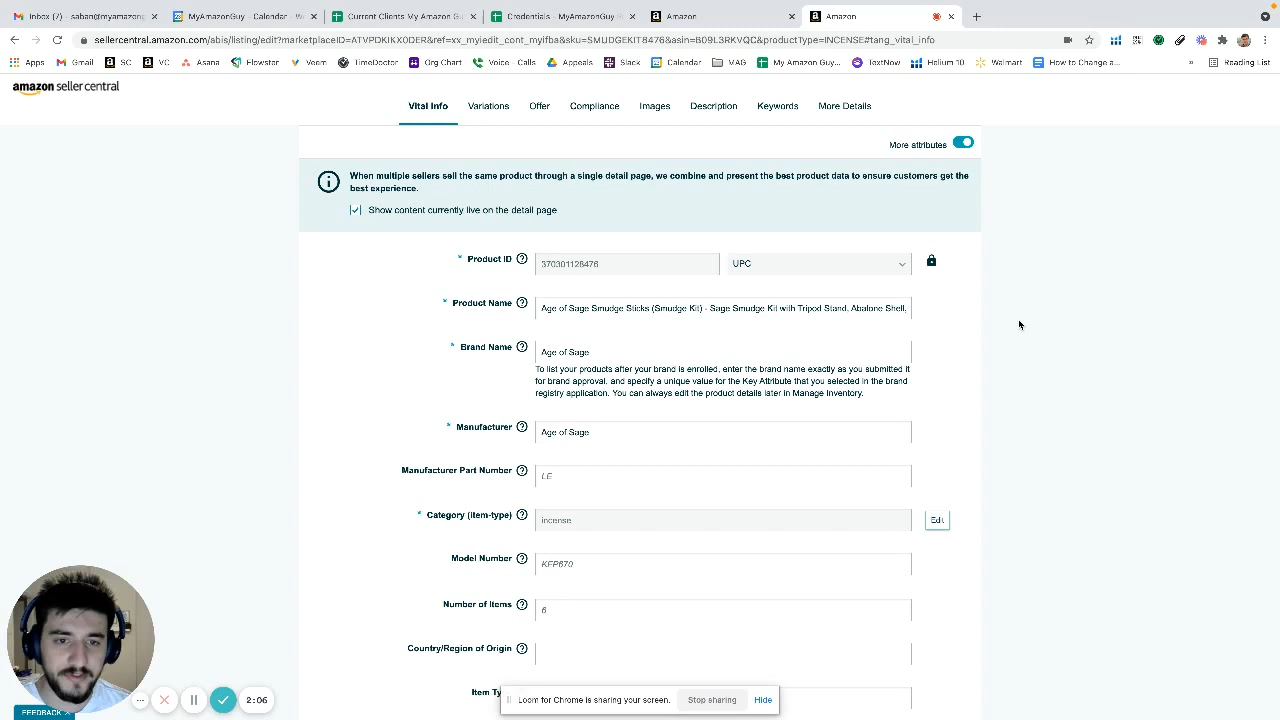 Inbox (7) - saban@myamazong
MyAmazonGuy - Calendar - W
Current Clients My Amazon Gu
Credentials - MyAmazonGuy
Amazon
Amazon
sellercentral.amazon.com/abis/listing/edit?marketplaceID=ATVPDKIKX0DER&ref=xx_myiedit_cont_myifba&sku=SMUDGEKIT8476&asin=B09L3RKVQC&productType=INCENSE#tang_vital_info
Apps
Gmail
SC
VC
Asana
Flowster
Veem
TimeDoctor
Org Chart
Voice - Calls
Appeals
Slack
Calendar
MAG
My Amazon Guy...
TextNow
Helium 10
Walmart
How to Change a...
»
Reading List
amazon seller central
Vital Info
Variations
Offer
Compliance
Images
Description
Keywords
More Details
More attributes
When multiple sellers sell the same product through a single detail page, we combine and present the best product data to ensure customers get the
best experience.
Show content currently live on the detail page
* Product ID
370301128476
UPC
* Product Name
Age of Sage Smudge Sticks (Smudge Kit) - Sage Smudge Kit with Tripod Stand, Abalone Shell,
* Brand Name
Age of Sage
To list your products after your brand is enrolled, enter the brand name exactly as you submitted it
for brand approval, and specify a unique value for the Key Attribute that you selected in the brand
registry application. You can always edit the product details later in Manage Inventory.
* Manufacturer
Age of Sage
Manufacturer Part Number
LE
* Category (item-type)
incense
Edit
Model Number
KFP670
Number of Items
6
Country/Region of Origin
Item Ty
Loom for Chrome is sharing your screen.
Stop sharing
Hide
2:06
FEEDBACK